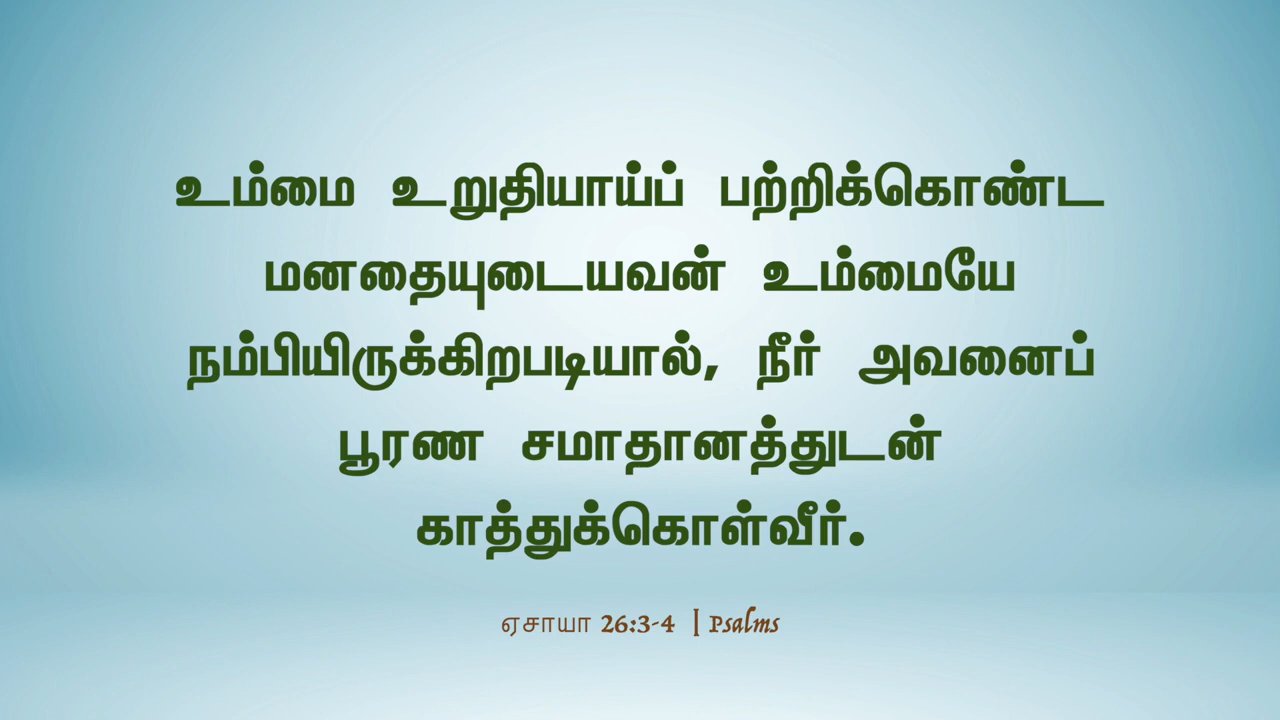 உம்மை உறுதியாய்ப் பற்றிக்கொண்ட
மனதையுடையவன் உம்மையே
நம்பியிருக்கிறபடியால், நீர் அவனைப்
பூரண சமாதானத்துடன்
காத்துக்கொள்வீர்.
ஏசாயா 26:3-4 | Psalms